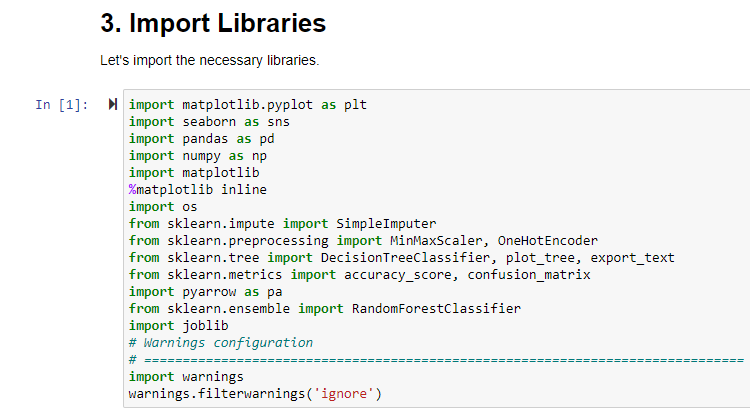 3. Import Libraries
Let's import the necessary libraries.
In [1]:
import matplotlib.pyplot as plt
import seaborn as sns
import pandas as pd
import numpy as np
import matplotlib
%matplotlib inline
import os
from sklearn.impute import SimpleImputer
from sklearn.preprocessing import MinMaxScaler, OneHotEncoder
from sklearn.tree import DecisionTreeClassifier, plot_tree, export_text
from sklearn.metrics import accuracy_score, confusion_matrix
import pyarrow as pa
from sklearn.ensemble import RandomForestClassifier
import joblib
# Warnings configuration
# ==============================================================================
import warnings
warnings.filterwarnings('ignore')